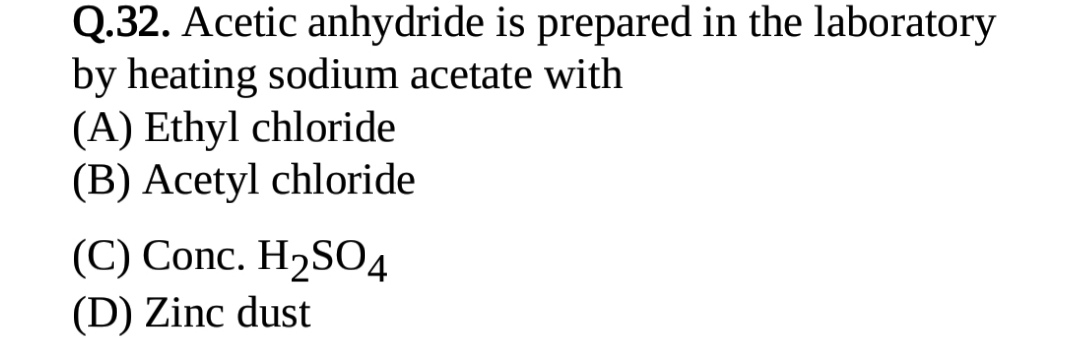 Q.32. Acetic anhydride is prepared in the laboratory
by heating sodium acetate with
(A) Ethyl chloride
(B) Acetyl chloride
(C) Conc. H₂SO₄
(D) Zinc dust